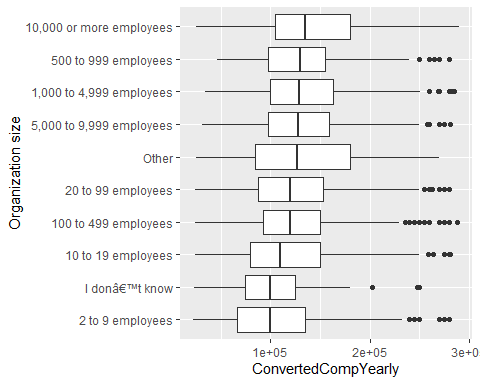 Organization size
10,000 or more employees
500 to 999 employees
1,000 to 4,999 employees
5,000 to 9,999 employees
Other
20 to 99 employees
100 to 499 employees
10 to 19 employees
I donâ€™t know
2 to 9 employees
1e+05
2e+05
3e+0
ConvertedCompYearly